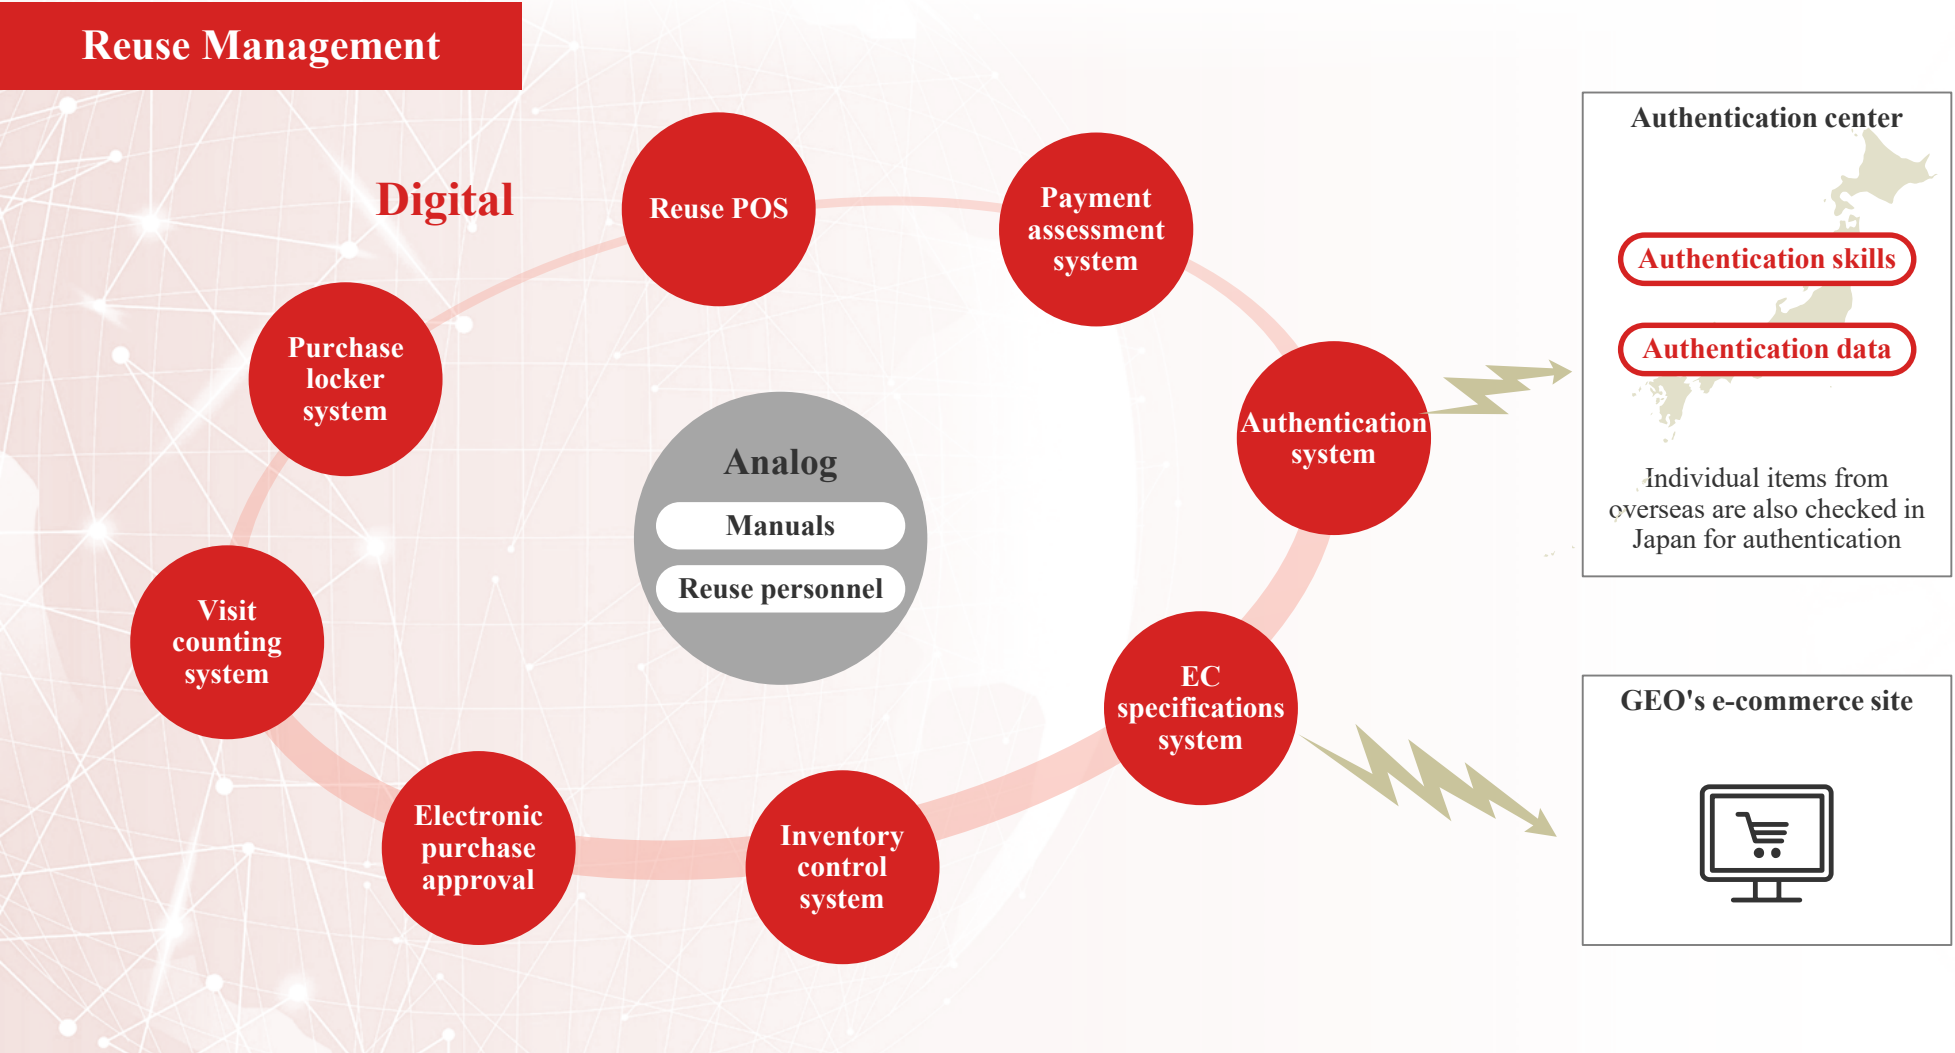 Reuse Management
Digital
Reuse POS
Payment
assessment
system
Authentication
system
EC
specifications
system
Inventory
control
system
Electronic
purchase
approval
Visit
counting
system
Purchase
locker
system
Analog
Manuals
Reuse personnel
Authentication center
Authentication skills
Authentication data
Individual items from
overseas are also checked in
Japan for authentication
GEO's e-commerce site